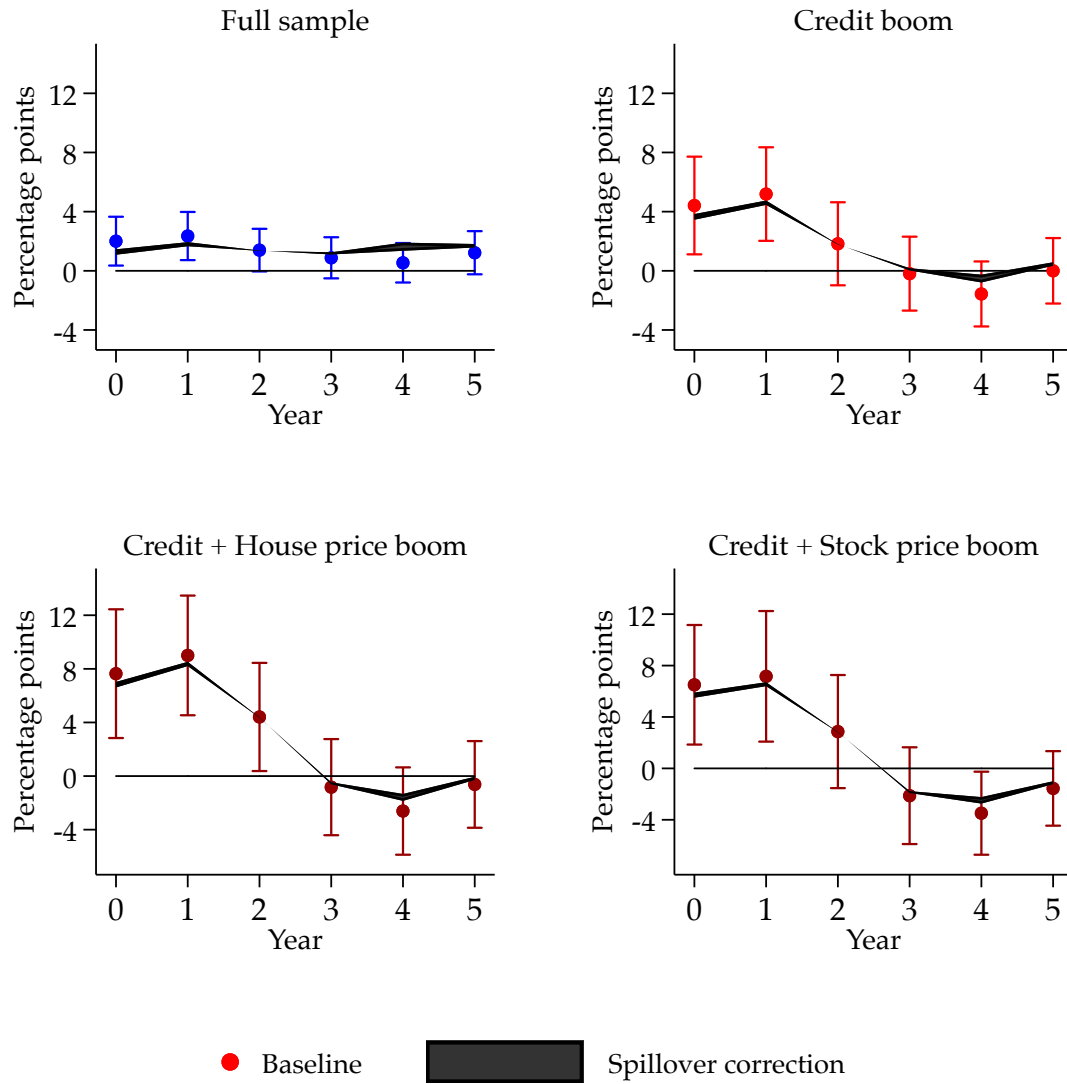 Full sample
Percentage points
12
8
4
0
-4
0 1 2 3 4 5
Year
Credit boom
Percentage points
12
8
4
0
-4
0 1 2 3 4 5
Year
Credit + House price boom
Percentage points
12
8
4
0
-4
0 1 2 3 4 5
Year
Credit + Stock price boom
Percentage points
12
8
4
0
-4
0 1 2 3 4 5
Year
Baseline
Spillover correction